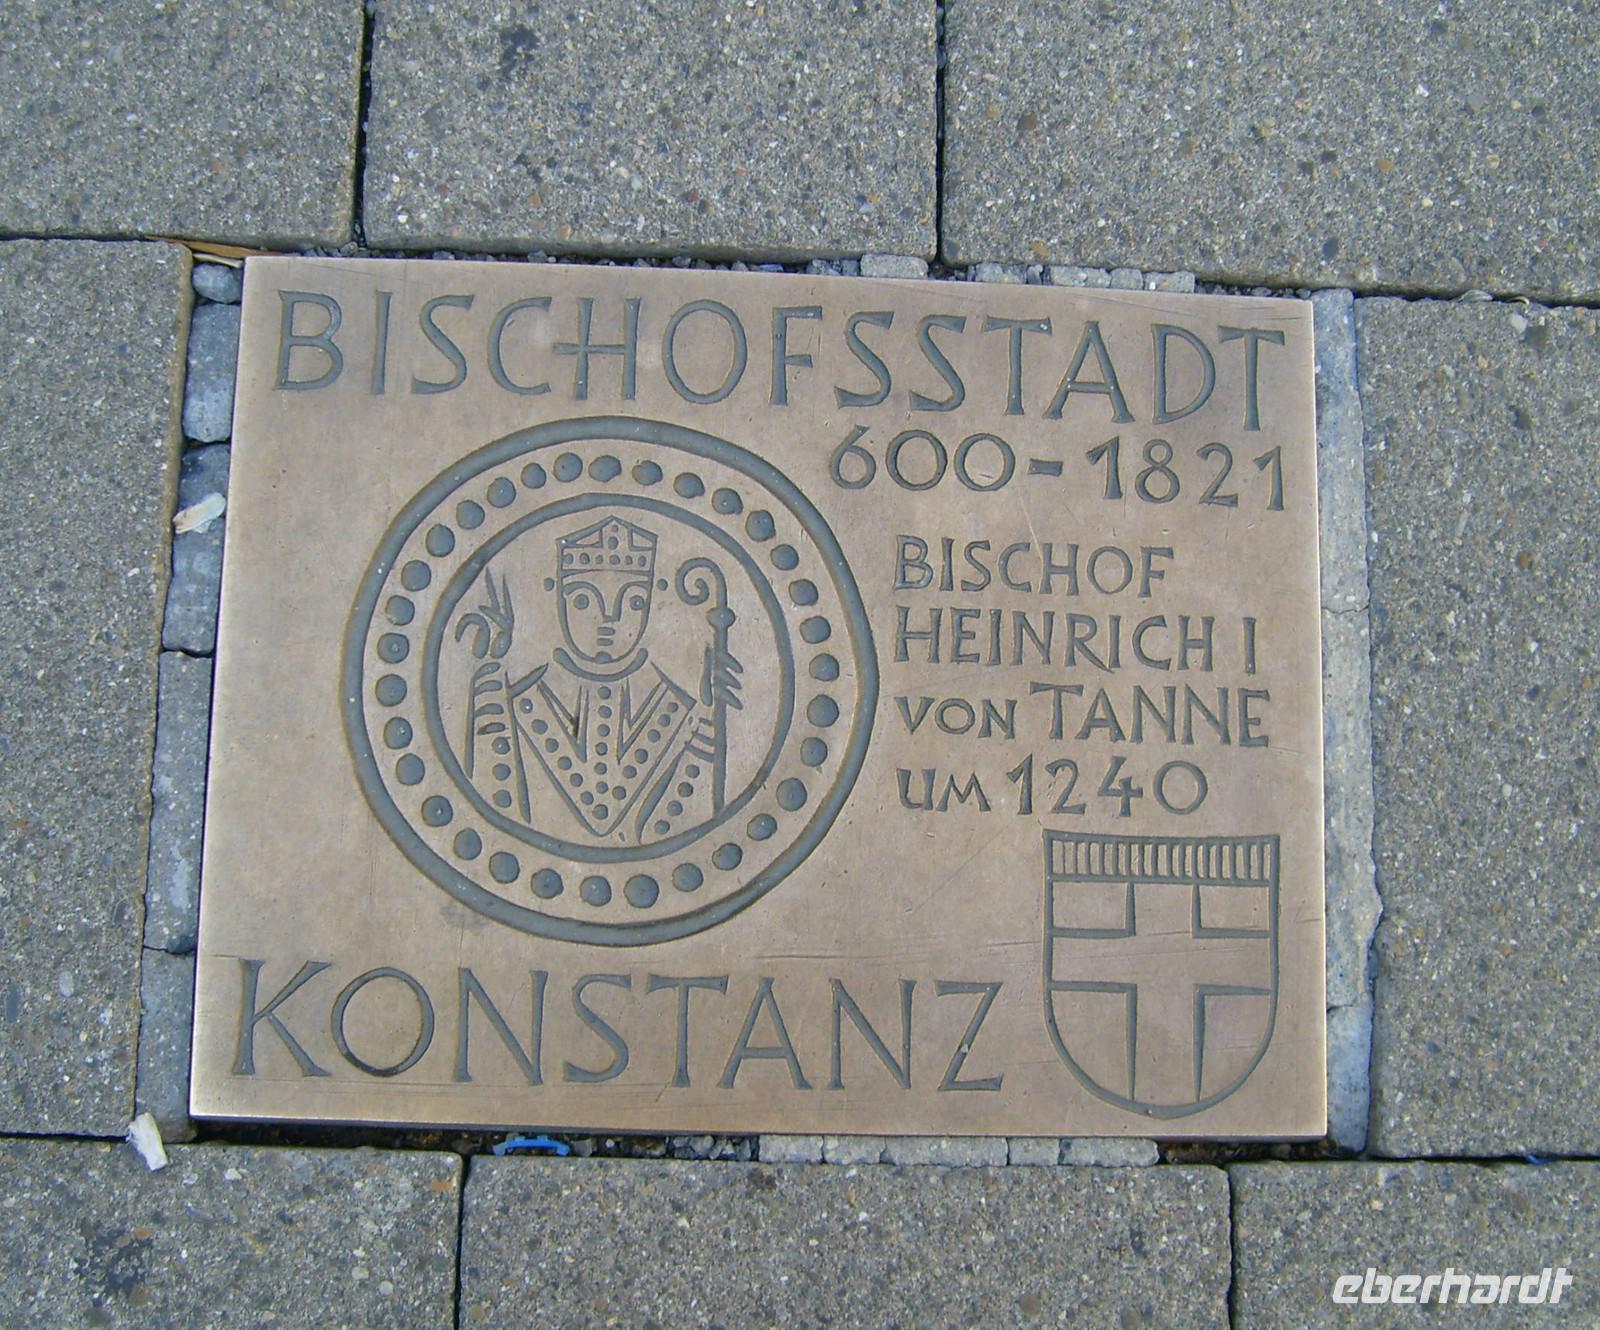 BISCHOFSSTADT
600-1821
BISCHOF
HEINRICH I
VON TANNE
UM 1240
KONSTANZ
eberhardt